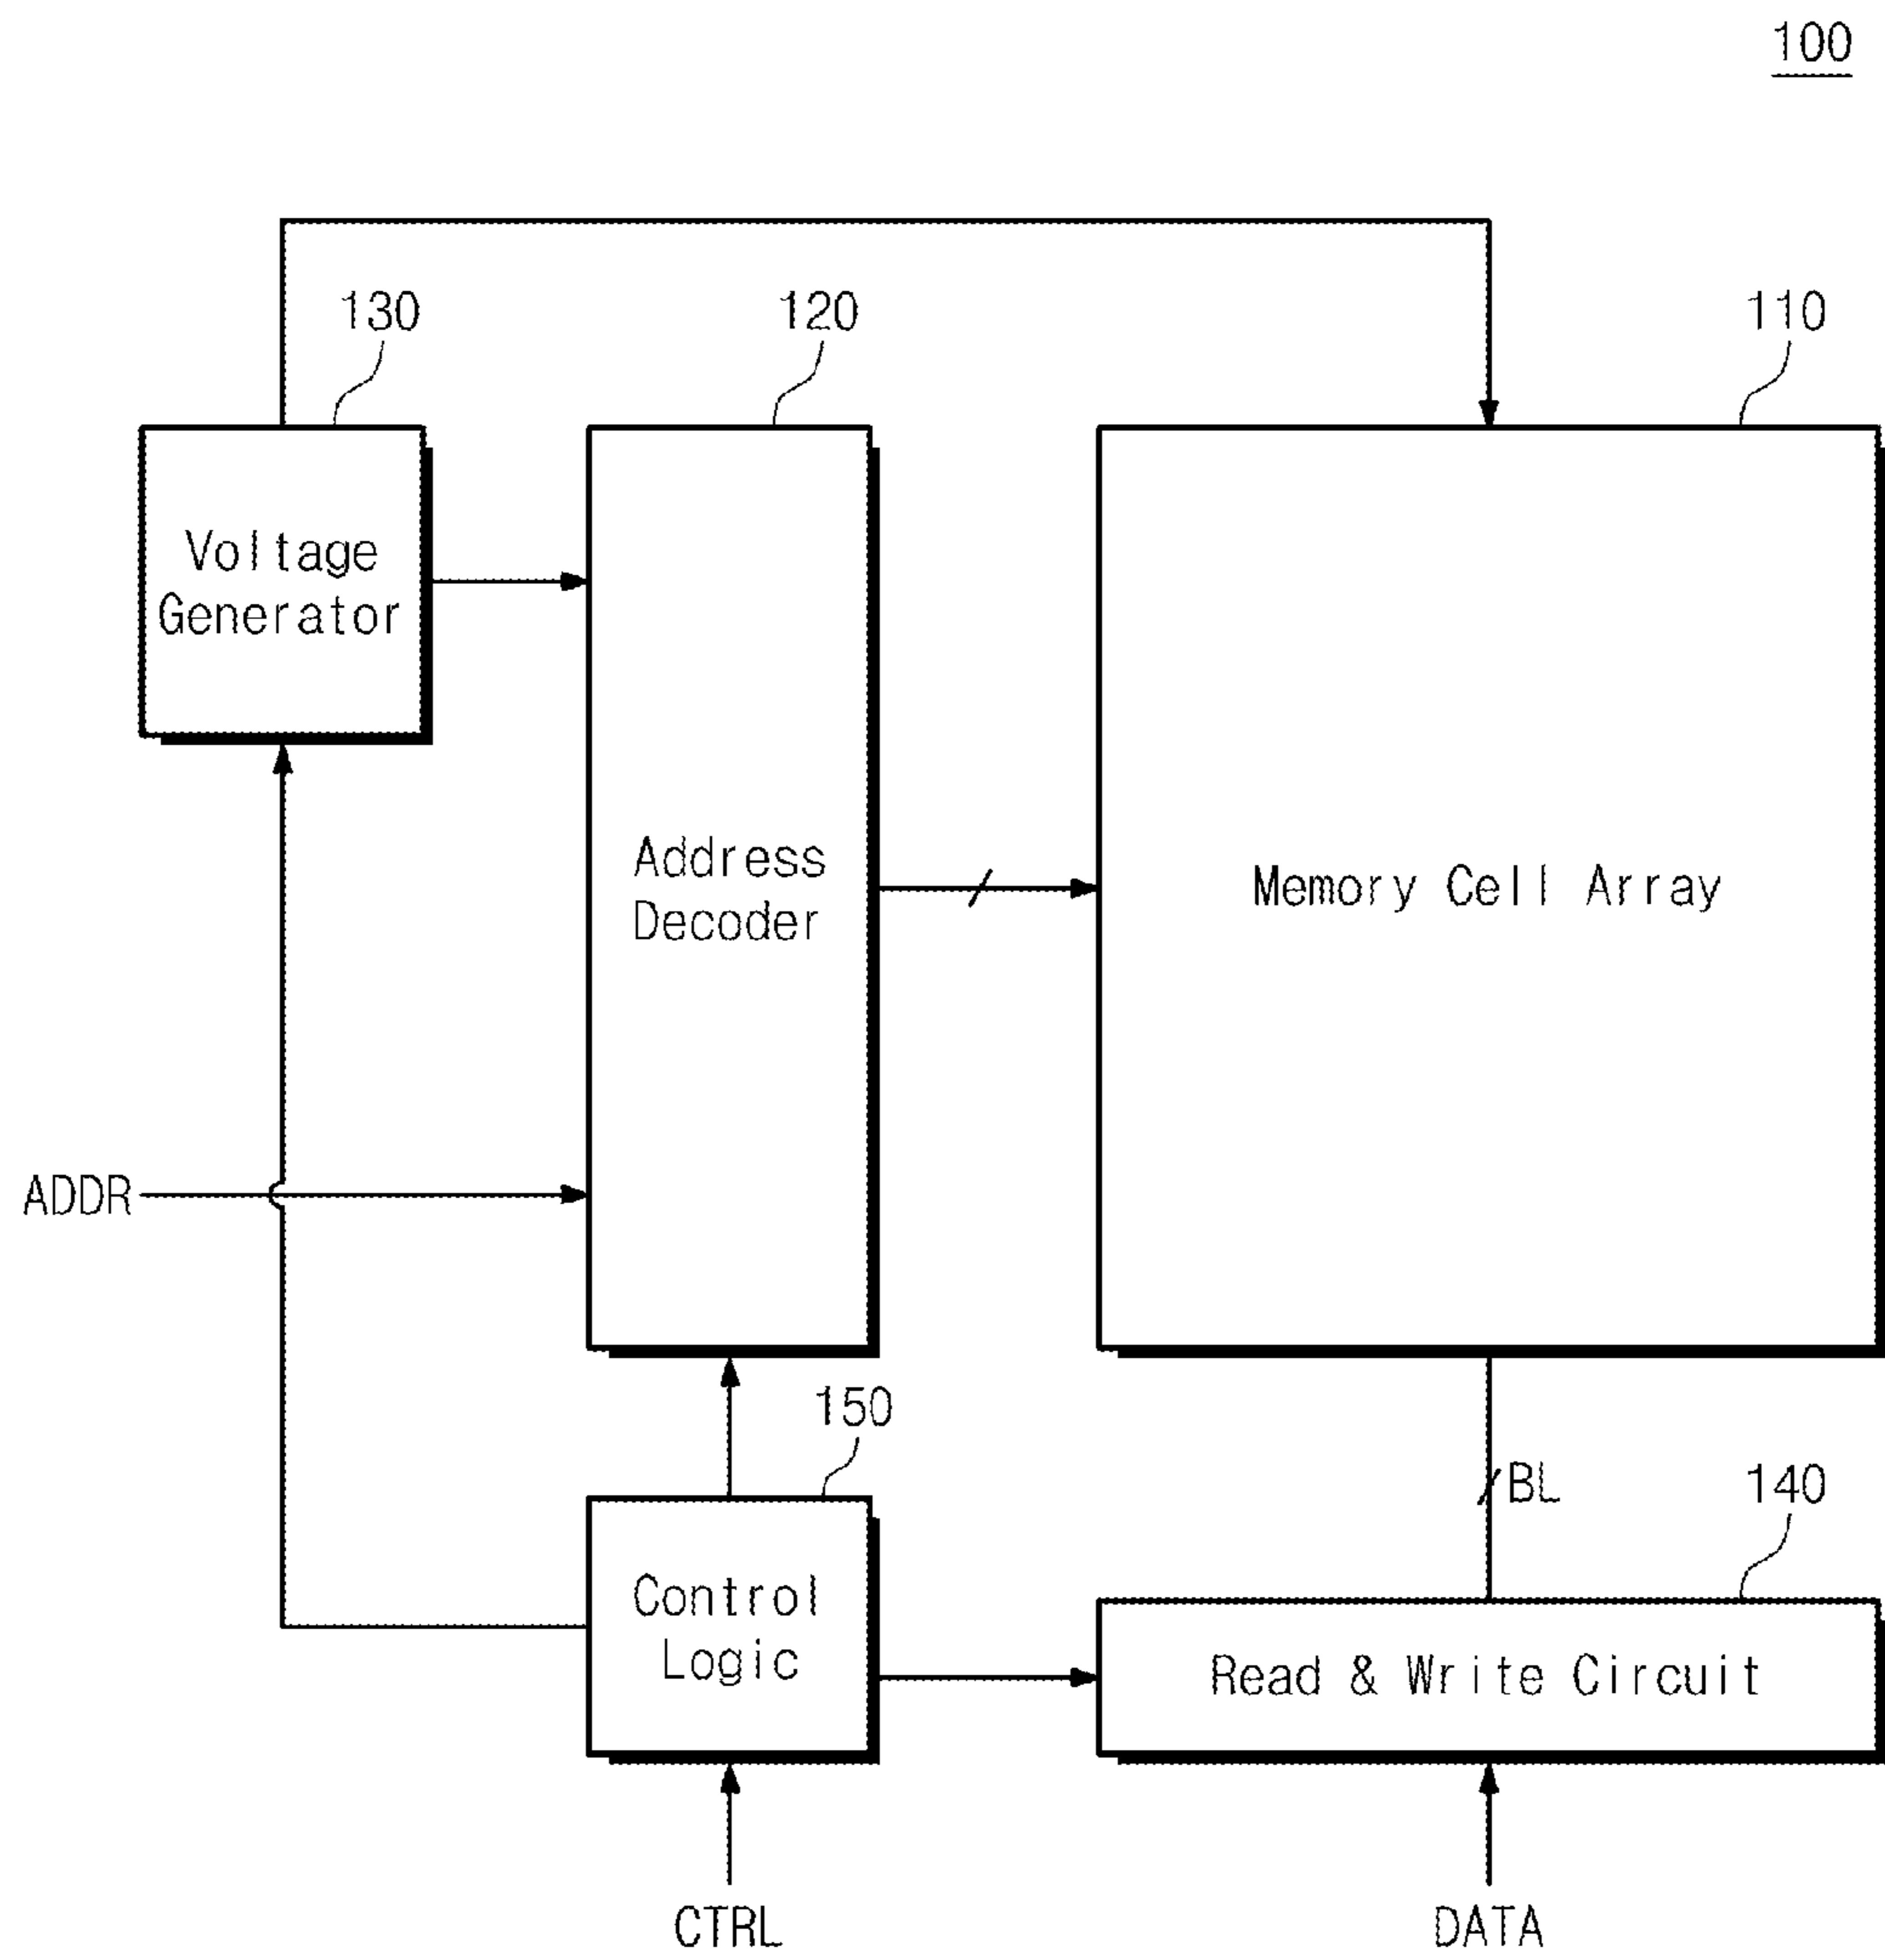 100
130
120
110
Voltage
Generator
Address
Decoder
Memory Cell Array
ADDR
150
BL
140
Control
Logic
Read & Write Circuit
CTRL
DATA